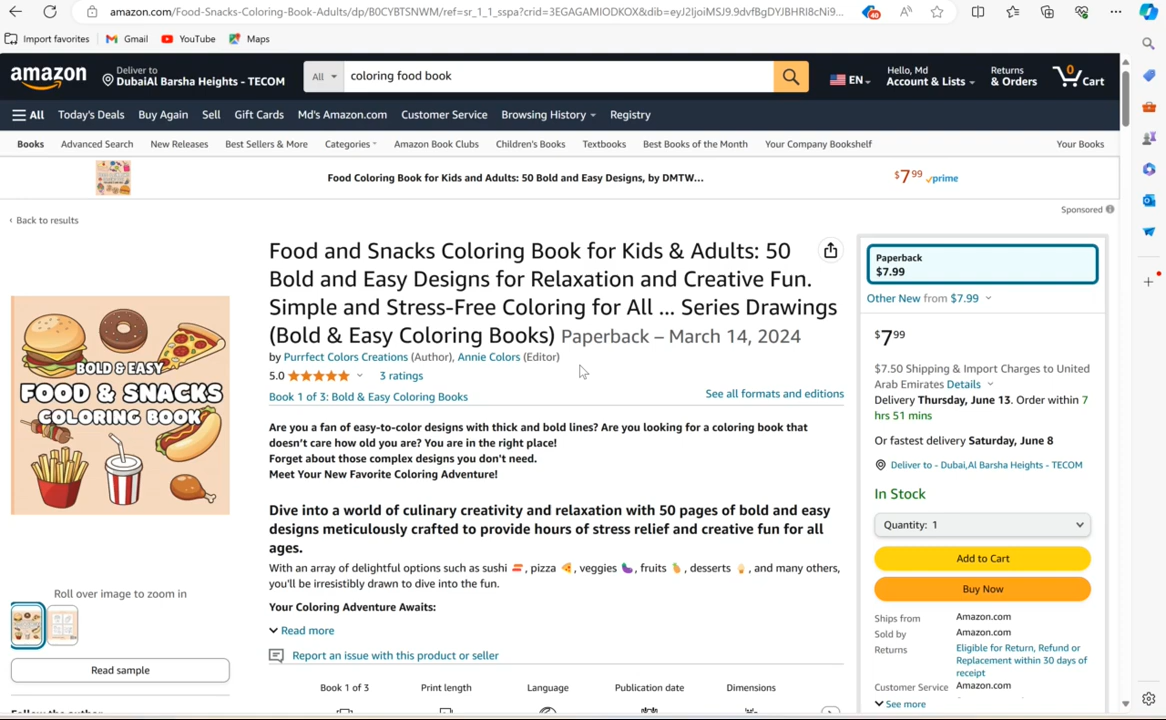 amazon.com/Food-Snacks-Coloring-Book-Adults/dp/B0CYBTSNWM/ref=sr_1_1_sspa?crid=3EGAGAMIODKOX&dib=eyJ2IjoiMSJ9.9dvfBgDYJBHRI8cNi9...
40
Import favorites Gmail YouTube Maps
amazon
Deliver to
DubaiAl Barsha Heights - TECOM
All coloring food book
EN
Hello, Md
Account & Lists
Returns
& Orders
0
Cart
All Today's Deals Buy Again Sell Gift Cards Md's Amazon.com Customer Service Browsing History Registry
Books Advanced Search New Releases Best Sellers & More Categories Amazon Book Clubs Children's Books Textbooks Best Books of the Month Your Company Bookshelf Your Books
Food Coloring Book for Kids and Adults: 50 Bold and Easy Designs, by DMTW...
$7 99 prime
Sponsored
‹ Back to results
Food and Snacks Coloring Book for Kids & Adults: 50
Bold and Easy Designs for Relaxation and Creative Fun.
Simple and Stress-Free Coloring for All ... Series Drawings
(Bold & Easy Coloring Books) Paperback – March 14, 2024
by Purrfect Colors Creations (Author), Annie Colors (Editor)
5.0 3 ratings
Book 1 of 3: Bold & Easy Coloring Books
See all formats and editions
Are you a fan of easy-to-color designs with thick and bold lines? Are you looking for a coloring book that
doesn't care how old you are? You are in the right place!
Forget about those complex designs you don't need.
Meet Your New Favorite Coloring Adventure!
Dive into a world of culinary creativity and relaxation with 50 pages of bold and easy
designs meticulously crafted to provide hours of stress relief and creative fun for all
ages.
With an array of delightful options such as sushi , pizza , veggies , fruits , desserts , and many others,
you'll be irresistibly drawn to dive into the fun.
Your Coloring Adventure Awaits:
Read more
Report an issue with this product or seller
Book 1 of 3 Print length Language Publication date Dimensions
BOLD & EASY
FOOD & SNACKS
COLORING BOOK
Roll over image to zoom in
Read sample
Follow the author
Paperback
$7.99
Other New from $7.99
$7 99
$7.50 Shipping & Import Charges to United
Arab Emirates Details
Delivery Thursday, June 13. Order within 7
hrs 51 mins
Or fastest delivery Saturday, June 8
Deliver to - Dubai,Al Barsha Heights - TECOM
In Stock
Quantity: 1
Add to Cart
Buy Now
Ships from Amazon.com
Sold by Amazon.com
Returns Eligible for Return, Refund or
Replacement within 30 days of
receipt
Customer Service Amazon.com
See more